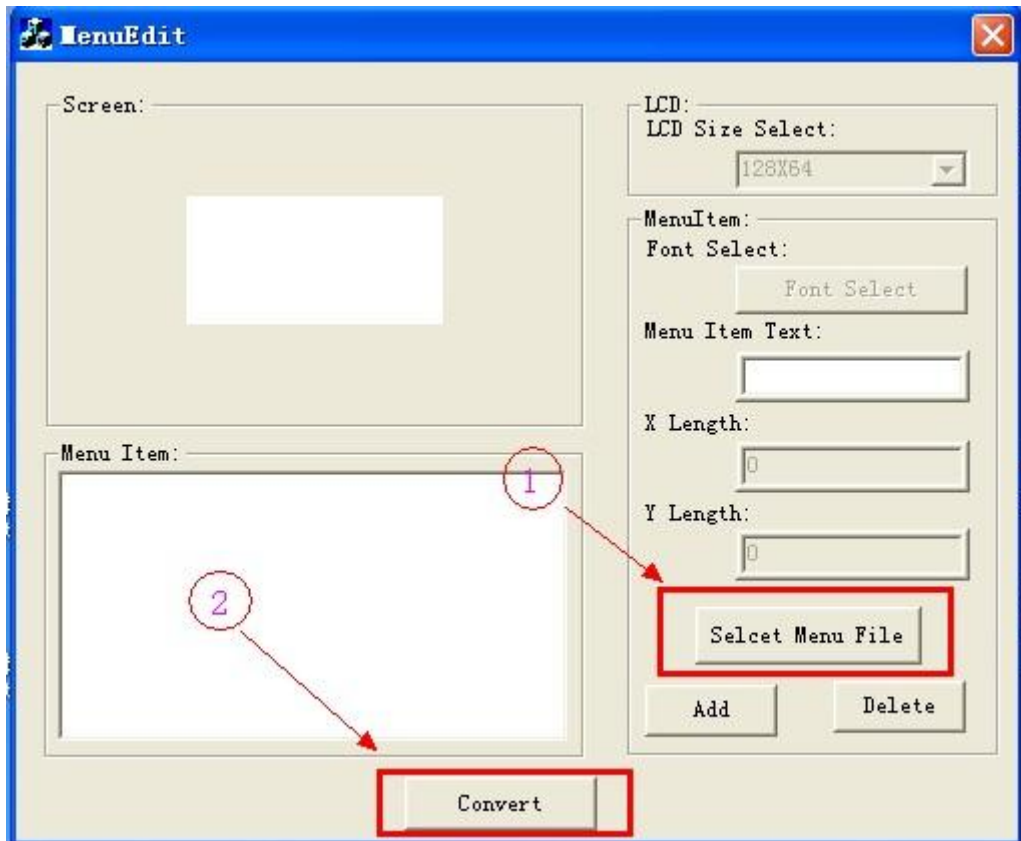 MenuEdit
Screen:
LCD:
LCD Size Select:
128X64
MenuItem:
Font Select:
Font Select
Menu Item Text:
X Length:
0
Y Length:
0
Menu Item:
1
2
Selcet Menu File
Add
Delete
Convert